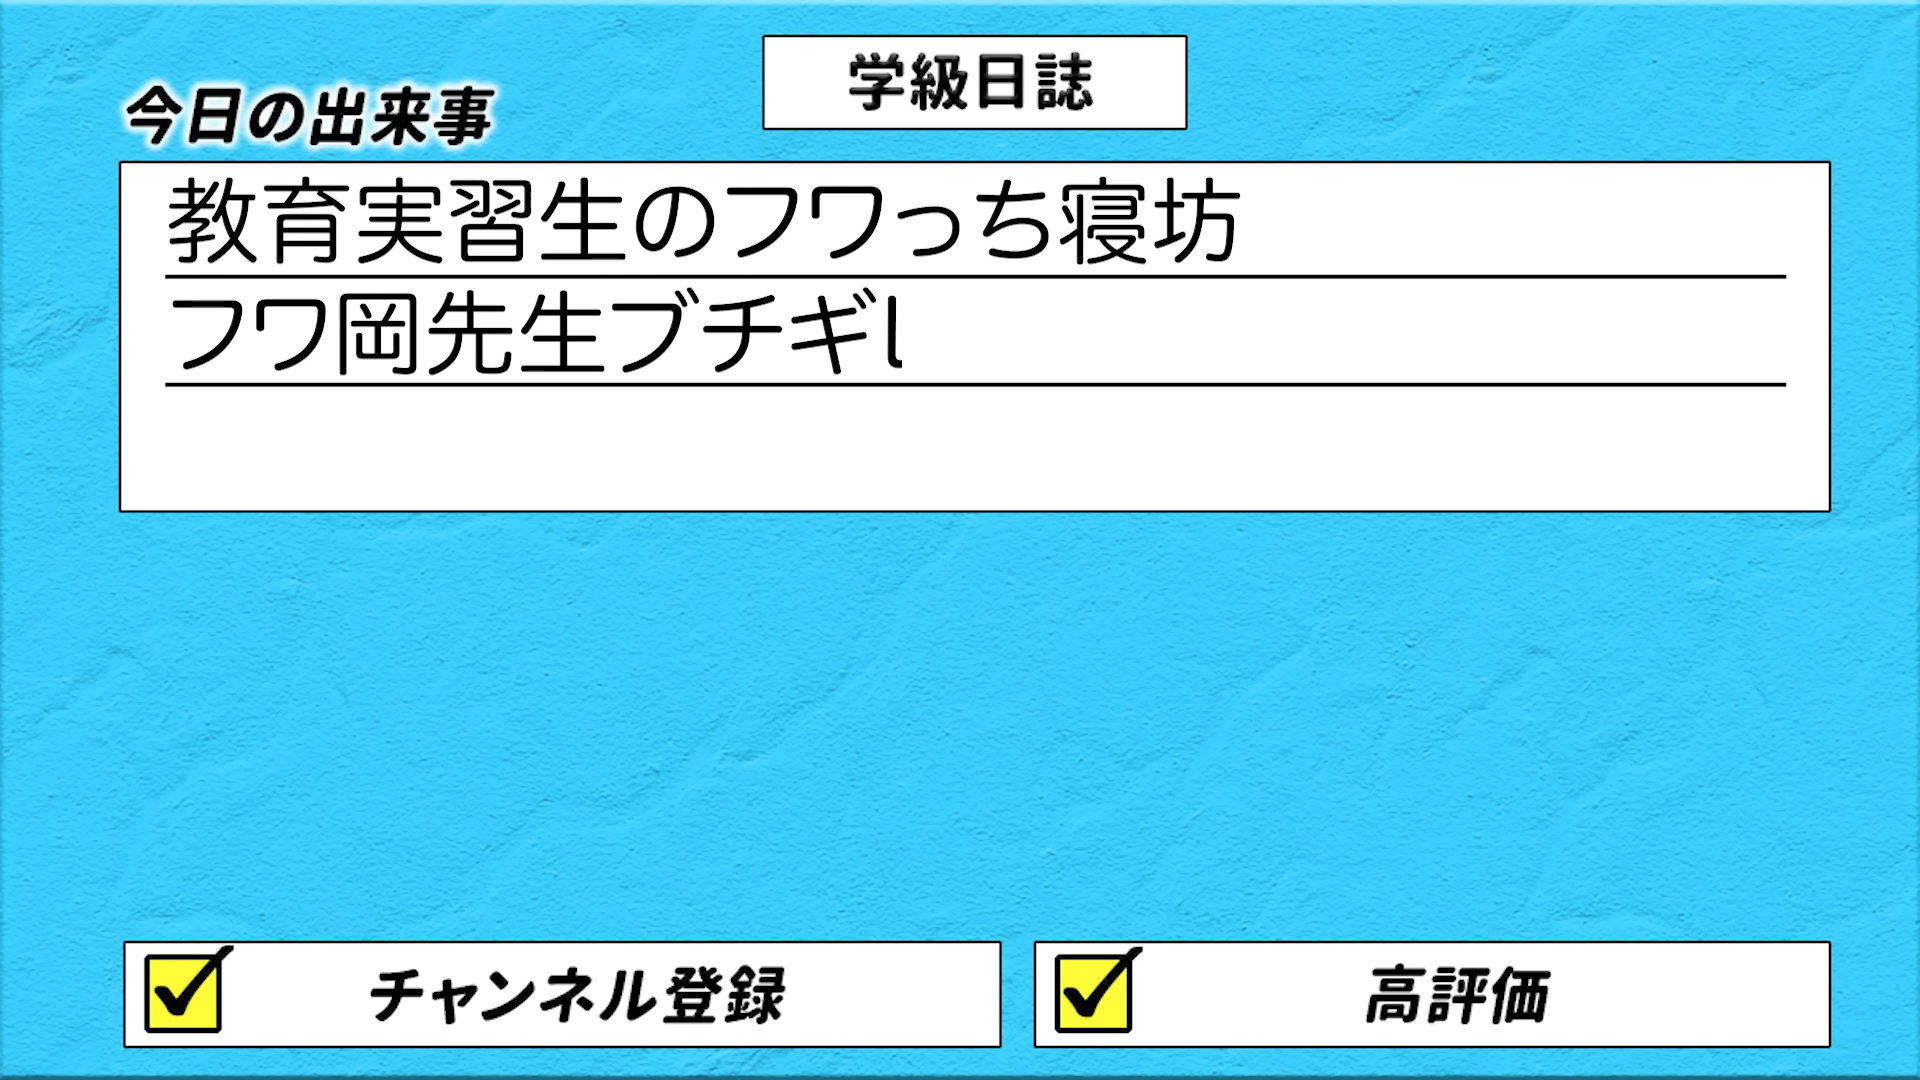 学級日誌
今日の出来事
教育実習生のフワっち寝坊
フワ岡先生ブチギ
チャンネル登録
高評価